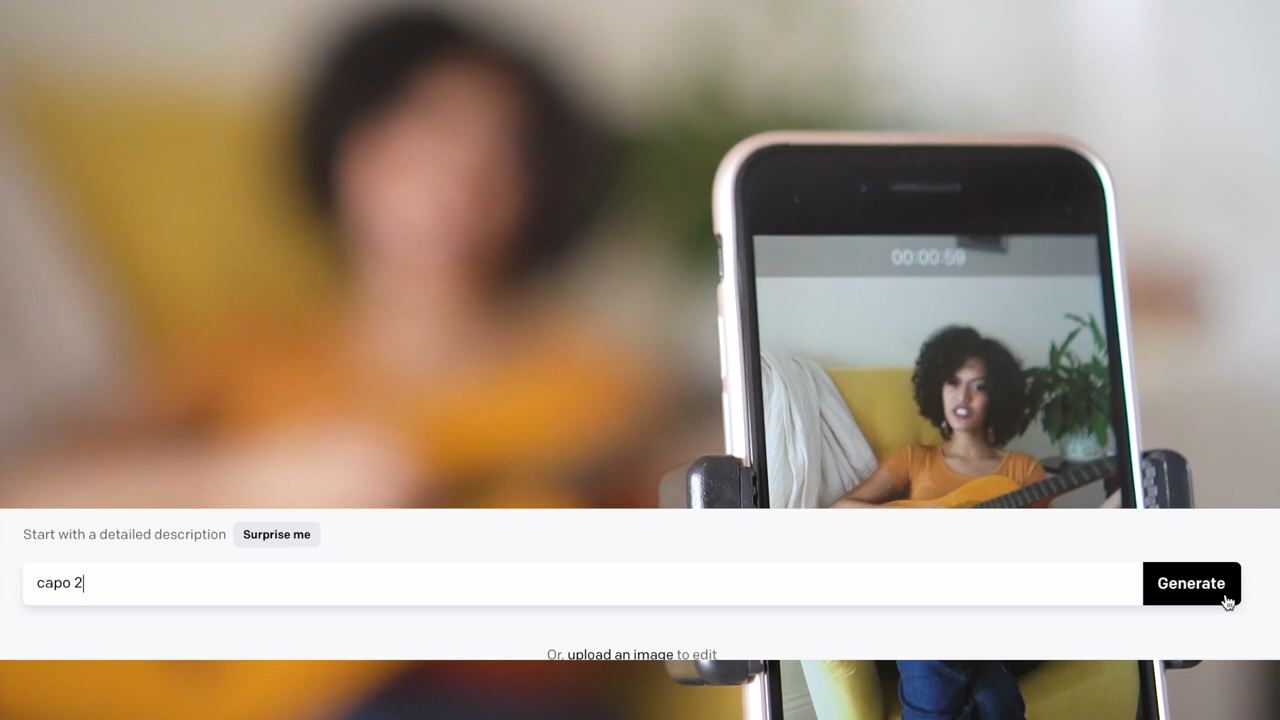 00:00:59
Start with a detailed description Surprise me
capo 2
Generate
Or, upload an image to edit